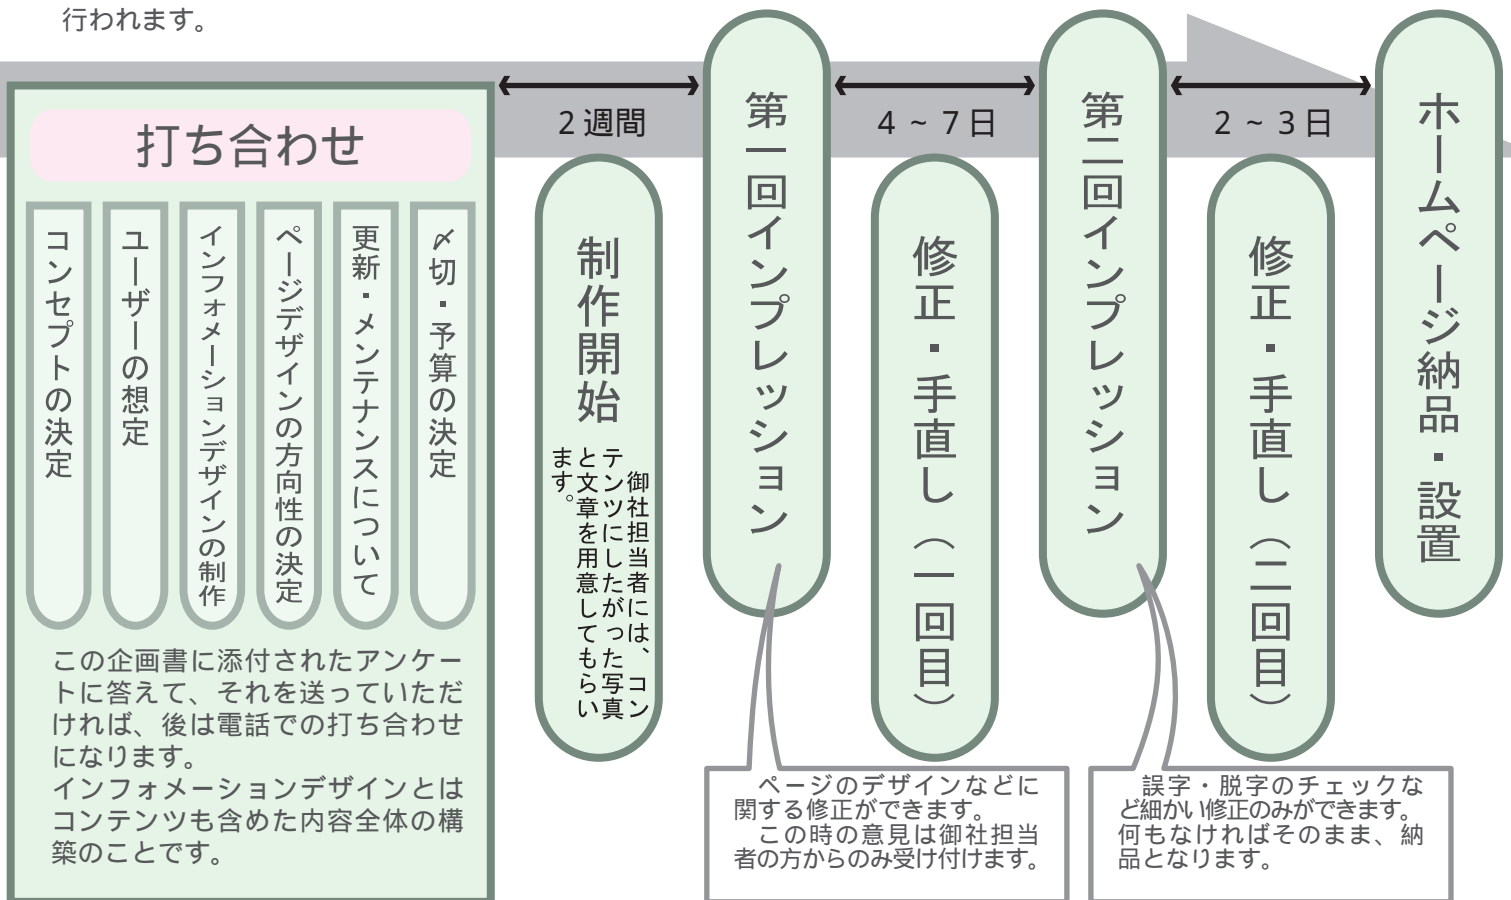 行われます。
打ち合わせ
コンセプトの決定
ユーザーの想定
インフォメーションデザインの制作
ページデザインの方向性の決定
更新・メンテナンスについて
〆切・予算の決定
この企画書に添付されたアンケー
トに答えて、それを送っていただ
ければ、後は電話での打ち合わせ
になります。
インフォメーションデザインとは
コンテンツも含めた内容全体の構
築のことです。
2 週間
制作開始
御社担当者には、コン
テンツにしたがった写真
と文章を用意してもらい
ます。
第一回インプレッション
4 ~ 7 日
修正・手直し（一回目）
ページのデザインなどに
関する修正ができます。
この時の意見は御社担当
者の方からのみ受け付けます。
第二回インプレッション
2 ~ 3 日
修正・手直し（二回目）
誤字・脱字のチェックな
ど細かい修正のみができます。
何もなければそのまま、納
品となります。
ホームページ納品・設置